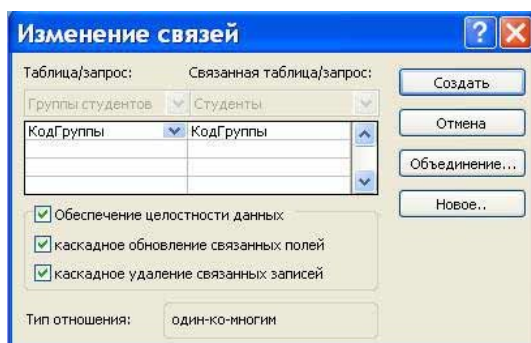 Изменение связей
Таблица/запрос: Связанная таблица/запрос:
Группы студентов Студенты
КодГруппы КодГруппы
Обеспечение целостности данных
каскадное обновление связанных полей
каскадное удаление связанных записей
Тип отношения: один-ко-многим
Создать
Отмена
Объединение...
Новое..